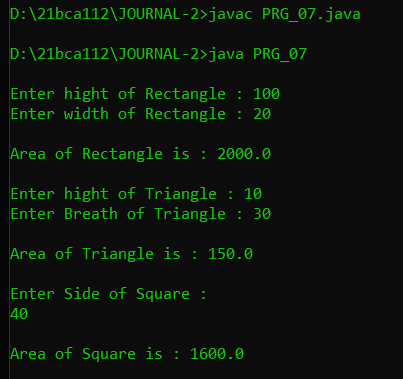 D:\21bca112\JOURNAL-2>javac PRG_07.java
D:\21bca112\JOURNAL-2>java PRG_07
Enter hight of Rectangle : 100
Enter width of Rectangle : 20
Area of Rectangle is : 2000.0
Enter hight of Triangle : 10
Enter Breath of Triangle : 30
Area of Triangle is : 150.0
Enter Side of Square :
40
Area of Square is : 1600.0